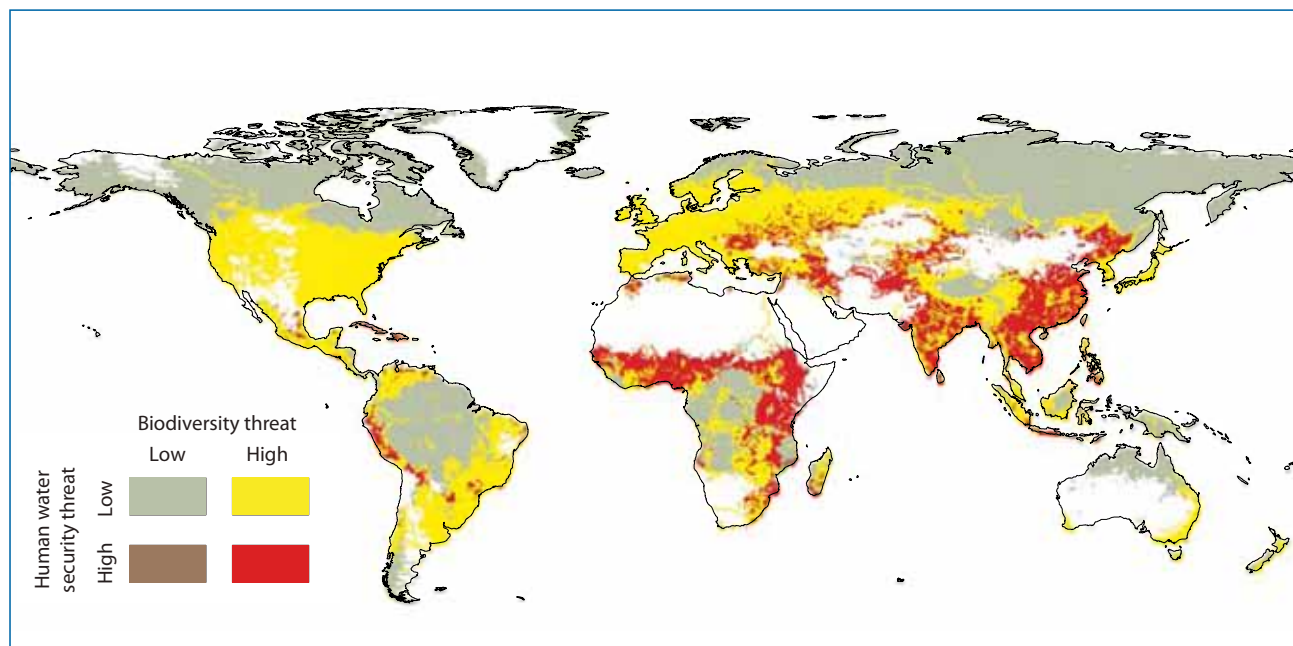 Biodiversity threat
Low High
Human water
security threat
Low
High